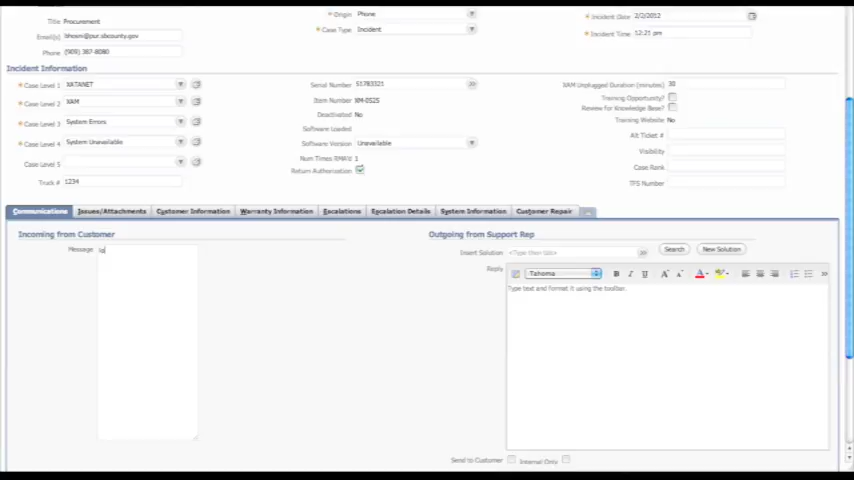 Title Procurement
Email(s) bhosni@pur.sbcounty.gov
Phone (909) 387-8080
Origin Phone
Case Type Incident
Incident Date 2/2/2012
Incident Time 12:21 pm
Incident Information
Case Level 1 XATANET
Case Level 2 XAM
Case Level 3 System Errors
Case Level 4 System Unavailable
Case Level 5
Truck # 1234
Serial Number 51783321
Item Number XM-0525
Deactivated No
Software Loaded
Software Version Unavailable
Num Times RMA'd 1
Return Authorization
XAM Unplugged Duration (minutes) 30
Training Opportunity?
Review for Knowledge Base?
Training Website No
Alt Ticket #
Visibility
Case Rank
TFS Number
Communications Issues/Attachments Customer Information Warranty Information Escalations Escalation Details System Information Customer Repair
Incoming from Customer
Message
Outgoing from Support Rep
Insert Solution <Type then tab> Search New Solution
Reply Tahoma B I U A A A
Type text and format it using the toolbar.
Send to Customer Internal Only